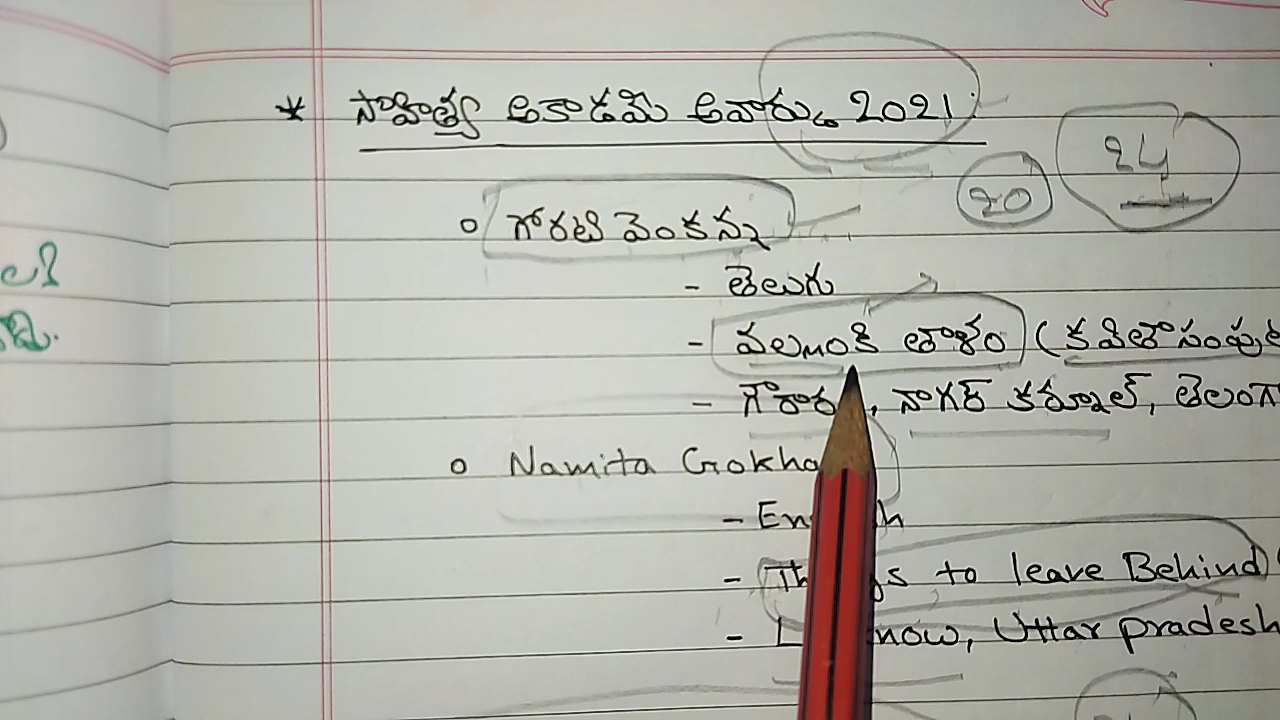 * సాహిత్య అకాడమీ అవార్డు 2021:
24
20
○ గోరటి వెంకన్న
- తెలుగు
- వల్లంకి తాళం (కవితా సంపుటి
- గౌరారం, నాగర్ కర్నూల్, తెలంగా
○ Namita Gokha
- English
- Things to leave Behind (
- Lucknow, Uttar pradesh